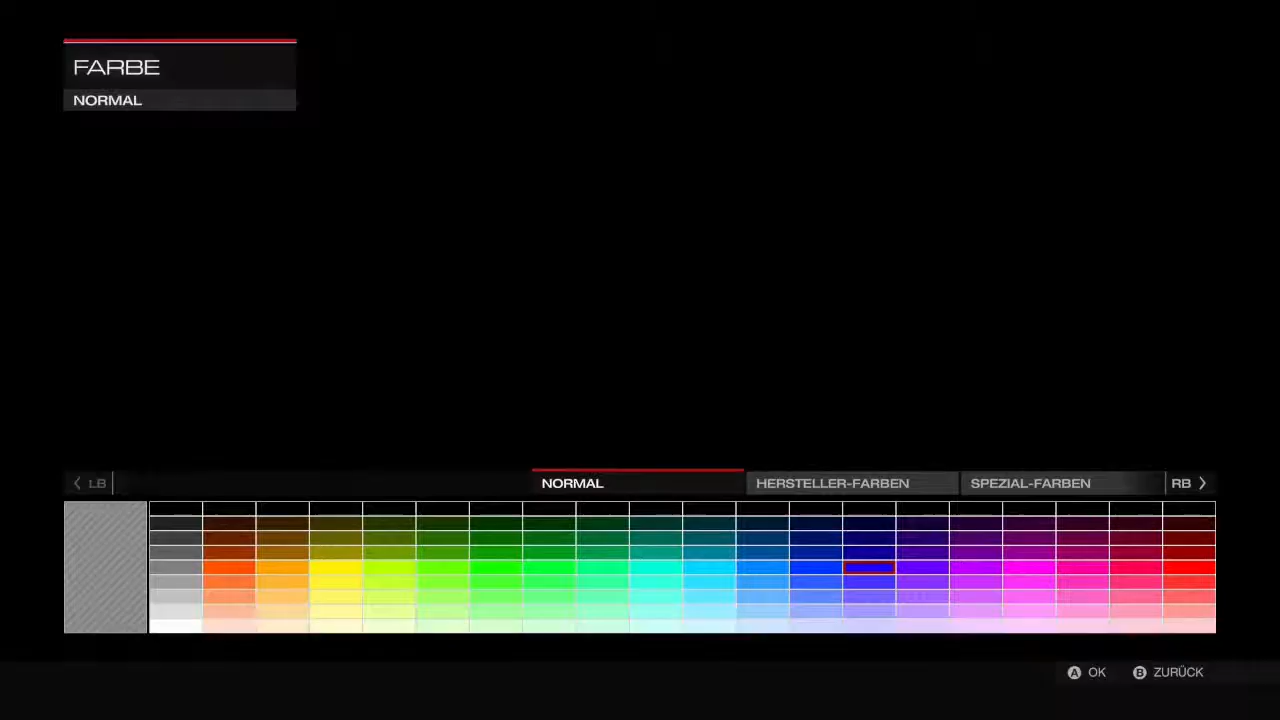 FARBE
NORMAL
LB
NORMAL
HERSTELLER-FARBEN
SPEZIAL-FARBEN
RB
A OK
B ZURÜCK